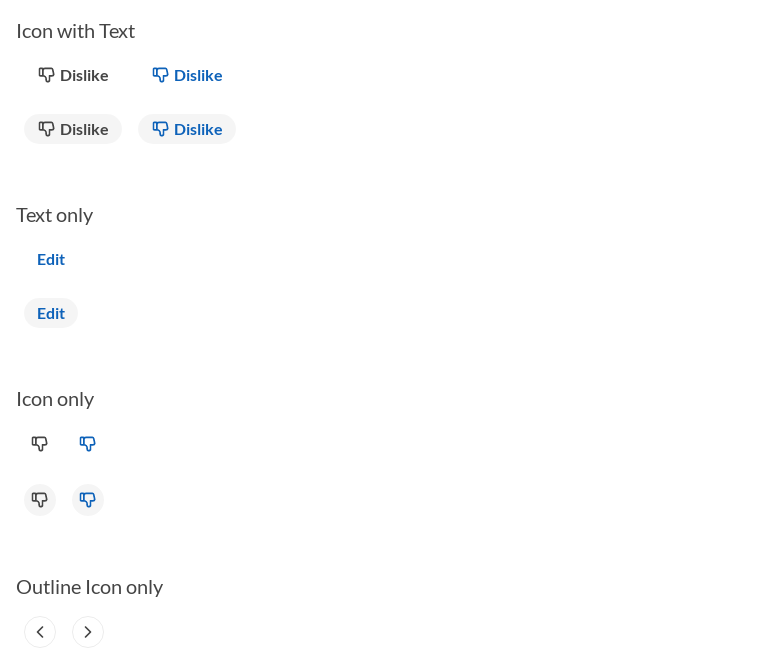 Icon with Text
Dislike Dislike
Dislike Dislike
Text only
Edit
Edit
Icon only
Outline Icon only